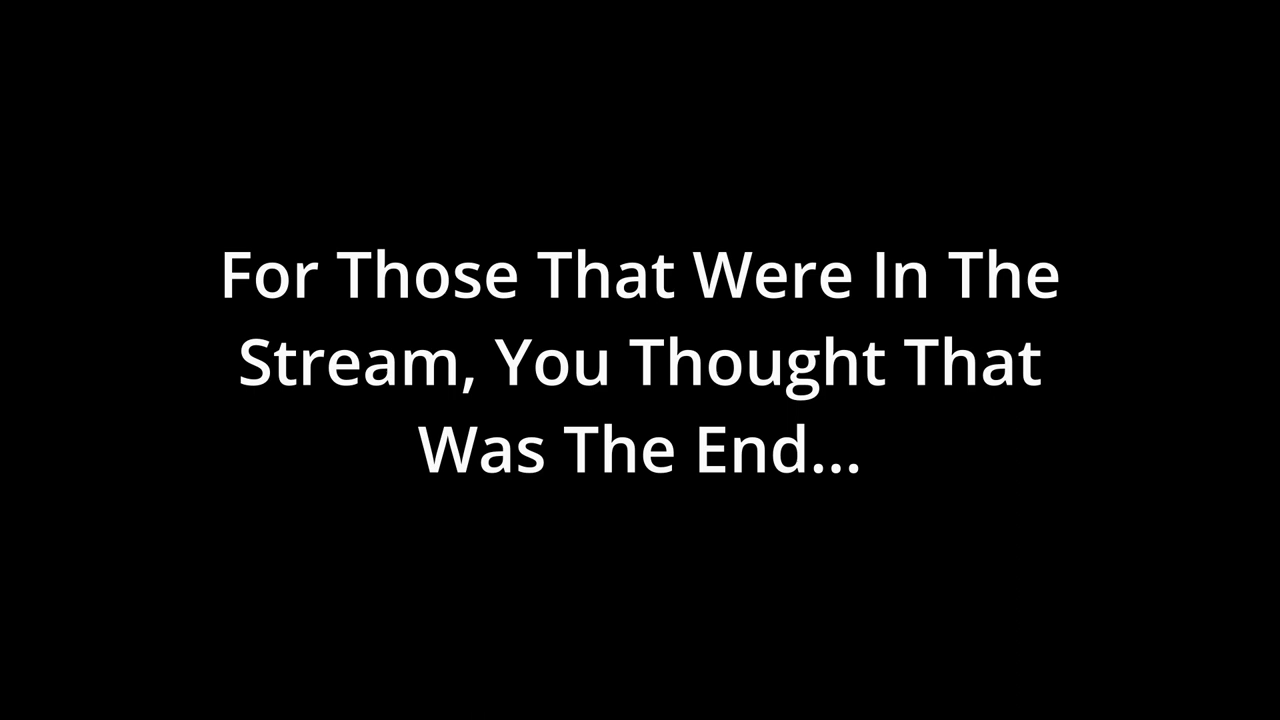 For Those That Were In The
Stream, You Thought That
Was The End...